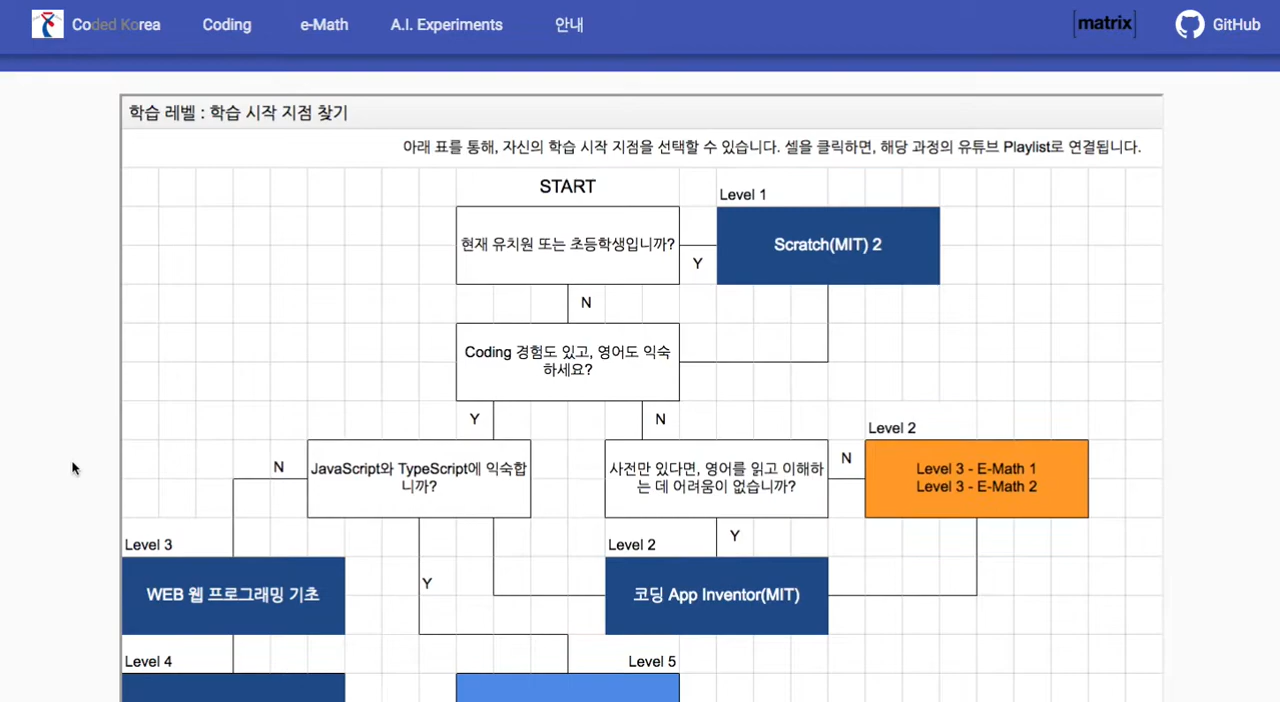 Coded Korea Coding e-Math A.I. Experiments 안내 [matrix] GitHub
학습 레벨 : 학습 시작 지점 찾기
아래 표를 통해, 자신의 학습 시작 지점을 선택할 수 있습니다. 셀을 클릭하면, 해당 과정의 유튜브 Playlist로 연결됩니다.
START
Level 1
현재 유치원 또는 초등학생입니까?
Y
Scratch(MIT) 2
N
Coding 경험도 있고, 영어도 익숙
하세요?
Y
N
Level 2
N
JavaScript와 TypeScript에 익숙합
니까?
사전만 있다면, 영어를 읽고 이해하
는 데 어려움이 없습니까?
N
Level 3 - E-Math 1
Level 3 - E-Math 2
Y
Level 3
Level 2
WEB 웹 프로그래밍 기초
Y
코딩 App Inventor(MIT)
Level 4
Level 5